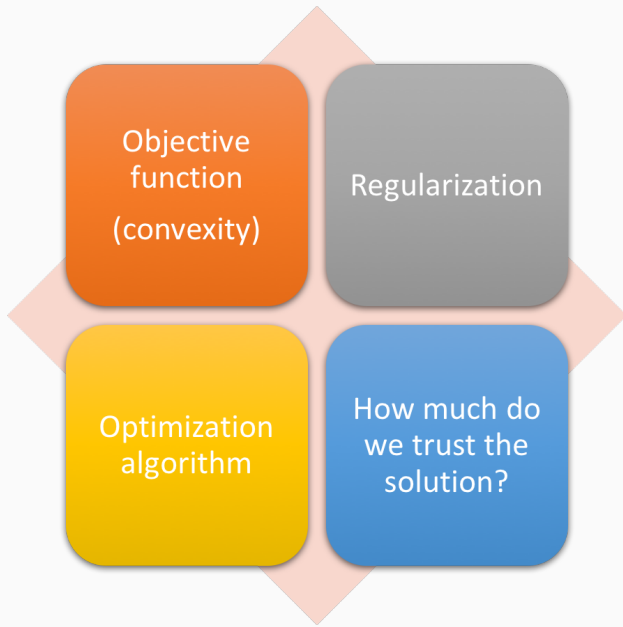 Objective
function
(convexity)
Regularization
Optimization
algorithm
How much do
we trust the
solution?